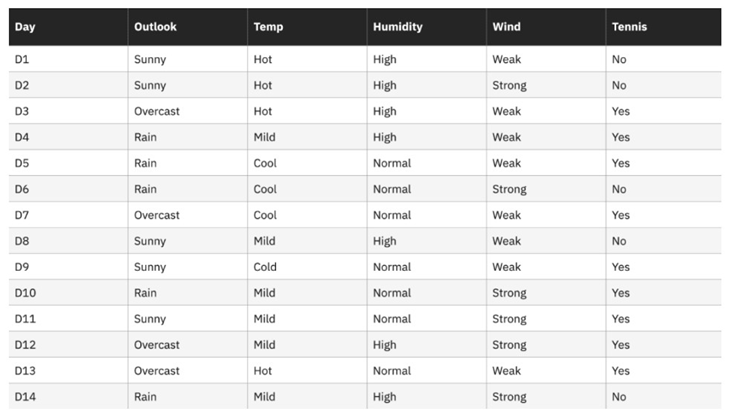 Day Outlook Temp Humidity Wind Tennis
D1 Sunny Hot High Weak No
D2 Sunny Hot High Strong No
D3 Overcast Hot High Weak Yes
D4 Rain Mild High Weak Yes
D5 Rain Cool Normal Weak Yes
D6 Rain Cool Normal Strong No
D7 Overcast Cool Normal Weak Yes
D8 Sunny Mild High Weak No
D9 Sunny Cold Normal Weak Yes
D10 Rain Mild Normal Strong Yes
D11 Sunny Mild Normal Strong Yes
D12 Overcast Mild High Strong Yes
D13 Overcast Hot Normal Weak Yes
D14 Rain Mild High Strong No